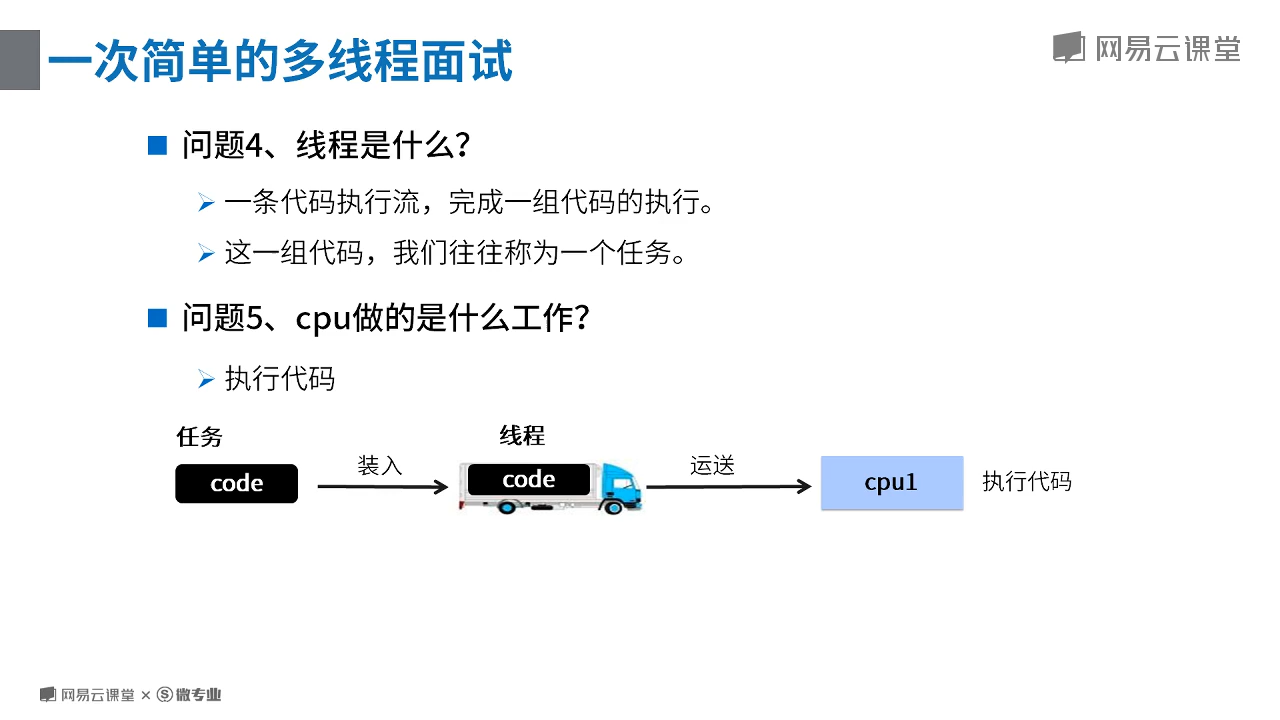 一次简单的多线程面试
网易云课堂
问题4、线程是什么?
一条代码执行流，完成一组代码的执行。
这一组代码，我们往往称为一个任务。
问题5、cpu做的是什么工作?
执行代码
任务
code
装入
线程
code
运送
cpu1
执行代码
网易云课堂 × S 微专业